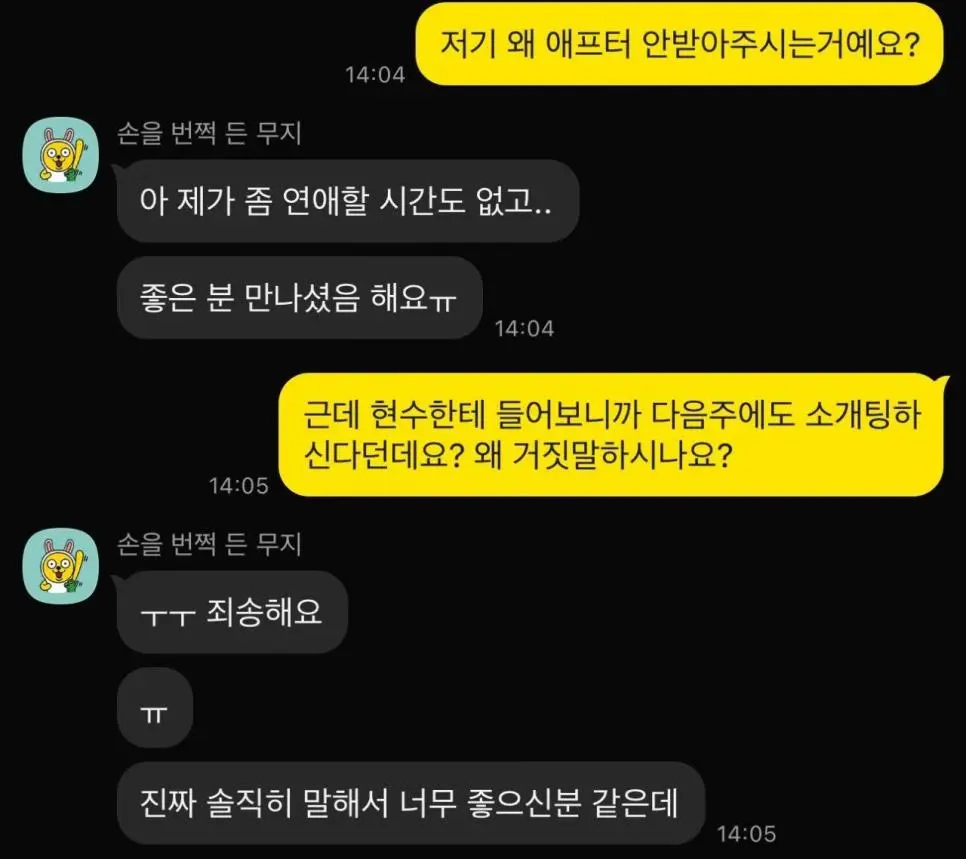 저기 왜 애프터 안받아주시는거예요?
14:04
손을 번쩍 든 무지
아 제가 좀 연애할 시간도 없고..
좋은 분 만나셨음 해요ㅠ
14:04
근데 현수한테 들어보니까 다음주에도 소개팅하
신다던데요? 왜 거짓말하시나요?
14:05
손을 번쩍 든 무지
ㅜㅜ 죄송해요
ㅠ
진짜 솔직히 말해서 너무 좋으신분 같은데
14:05